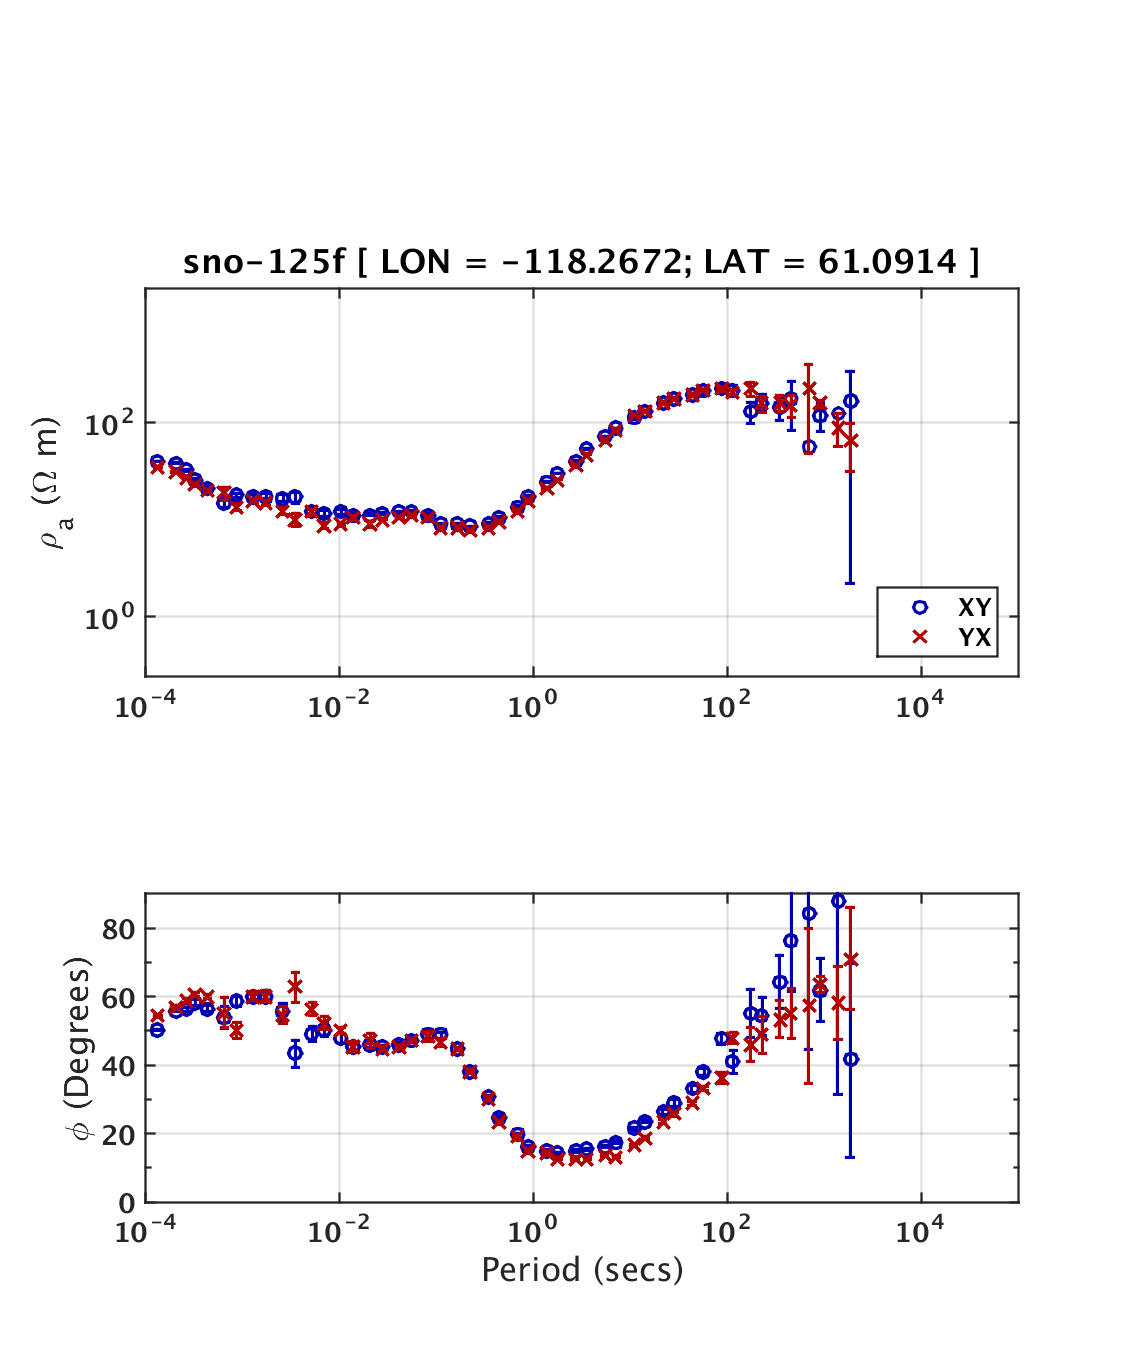 sno-125f [ LON = -118.2672; LAT = 61.0914 ]
ρa (Ω m)
10^2
10^0
XY
YX
10^-4 10^-2 10^0 10^2 10^4
ϕ (Degrees)
80
60
40
20
0
10^-4 10^-2 10^0 10^2 10^4
Period (secs)